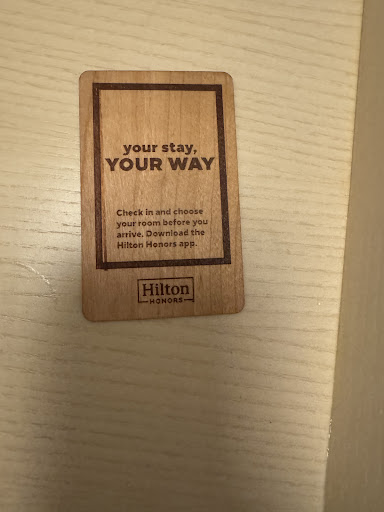 your stay,
YOUR WAY
Check in and choose
your room before you
arrive. Download the
Hilton Honors app.
Hilton
HONORS